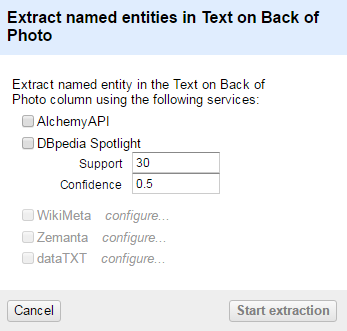 Extract named entities in Text on Back of
Photo
Extract named entity in the Text on Back of
Photo column using the following services:
AlchemyAPI
DBpedia Spotlight
Support 30
Confidence 0.5
WikiMeta configure...
Zemanta configure...
dataTXT configure...
Cancel Start extraction